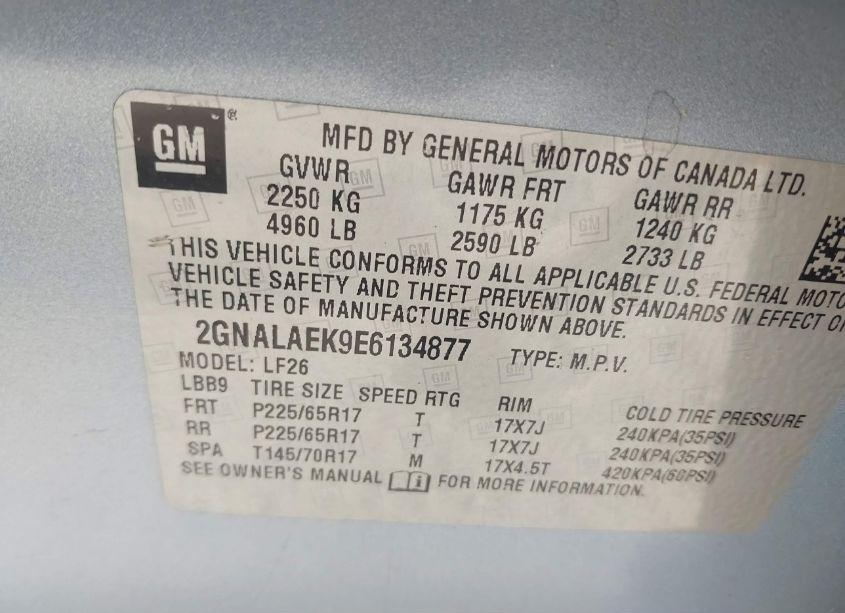 GM ®
MFD BY GENERAL MOTORS OF CANADA LTD.
GVWR GAWR FRT GAWR RR
2250 KG 1175 KG 1240 KG
4960 LB 2590 LB 2733 LB
THIS VEHICLE CONFORMS TO ALL APPLICABLE U.S. FEDERAL MOTO
VEHICLE SAFETY AND THEFT PREVENTION STANDARDS IN EFFECT O
THE DATE OF MANUFACTURE SHOWN ABOVE.
2GNALAEK9E6134877 TYPE: M.P.V.
MODEL: LF26
LBB9 TIRE SIZE SPEED RTG RIM COLD TIRE PRESSURE
FRT P225/65R17 T 17X7J 240KPA(35PSI)
RR P225/65R17 T 17X7J 240KPA(35PSI)
SPA T145/70R17 M 17X4.5T 420KPA(60PSI)
SEE OWNER'S MANUAL FOR MORE INFORMATION.